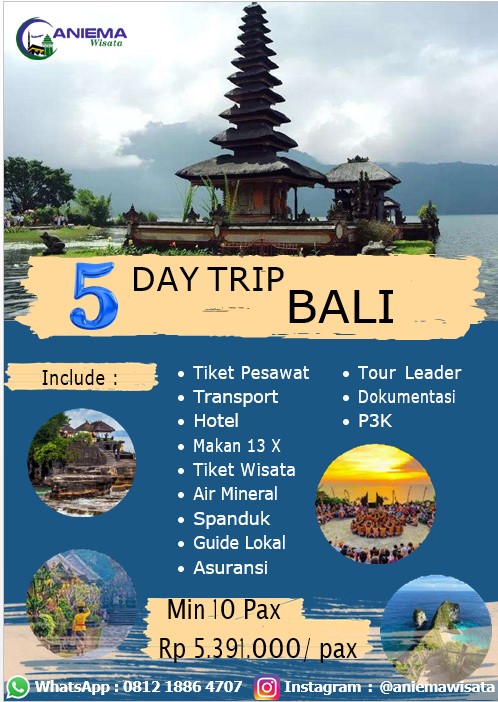 ANIEMA
Wisata
5 DAY TRIP
BALI
Include :
• Tiket Pesawat
• Transport
• Hotel
• Makan 13 X
• Tiket Wisata
• Air Mineral
• Spanduk
• Guide Lokal
• Asuransi
• Tour Leader
• Dokumentasi
• P3K
Min 10 Pax
Rp 5.391.000/ pax
WhatsApp : 0812 1886 4707
Instagram : @aniemawisata